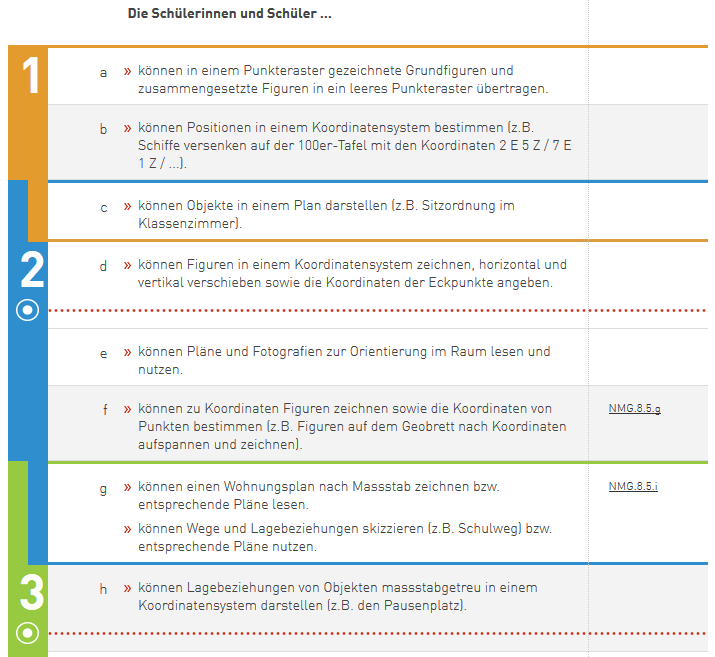 Die Schülerinnen und Schüler ...
1
a » können in einem Punkteraster gezeichnete Grundfiguren und
zusammengesetzte Figuren in ein leeres Punkteraster übertragen.
b » können Positionen in einem Koordinatensystem bestimmen (z.B.
Schiffe versenken auf der 100er-Tafel mit den Koordinaten 2 E 5 Z / 7 E
1 Z / ...).
c » können Objekte in einem Plan darstellen (z.B. Sitzordnung im
Klassenzimmer).
2
d » können Figuren in einem Koordinatensystem zeichnen, horizontal und
vertikal verschieben sowie die Koordinaten der Eckpunkte angeben.
e » können Pläne und Fotografien zur Orientierung im Raum lesen und
nutzen.
f » können zu Koordinaten Figuren zeichnen sowie die Koordinaten von NMG.8.5.g
Punkten bestimmen (z.B. Figuren auf dem Geobrett nach Koordinaten
aufspannen und zeichnen).
g » können einen Wohnungsplan nach Massstab zeichnen bzw. NMG.8.5.i
entsprechende Pläne lesen.
» können Wege und Lagebeziehungen skizzieren (z.B. Schulweg) bzw.
entsprechende Pläne nutzen.
3
h » können Lagebeziehungen von Objekten massstabgetreu in einem
Koordinatensystem darstellen (z.B. den Pausenplatz).